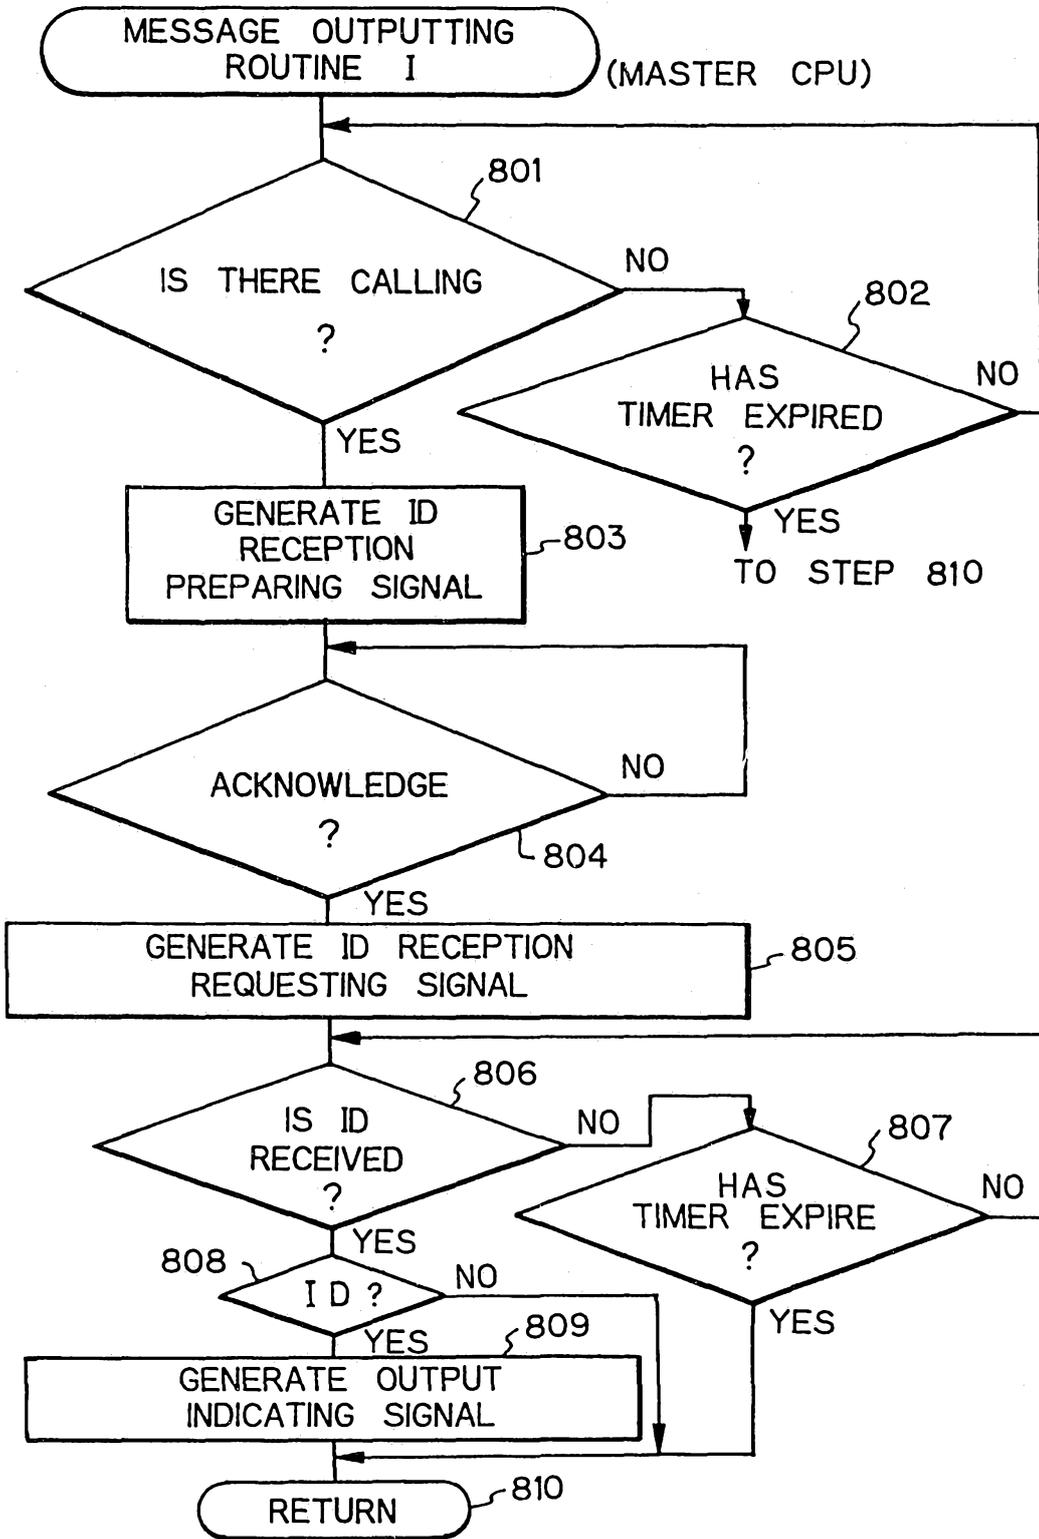 MESSAGE OUTPUTTING
ROUTINE I
(MASTER CPU)
801
IS THERE CALLING
?
NO
802
HAS
TIMER EXPIRED
?
NO
YES
YES
TO STEP 810
GENERATE ID
RECEPTION
PREPARING SIGNAL
803
ACKNOWLEDGE
?
NO
804
YES
GENERATE ID RECEPTION
REQUESTING SIGNAL
805
806
IS ID
RECEIVED
?
NO
807
HAS
TIMER EXPIRE
?
NO
YES
YES
808
ID ?
NO
YES
809
GENERATE OUTPUT
INDICATING SIGNAL
RETURN
810